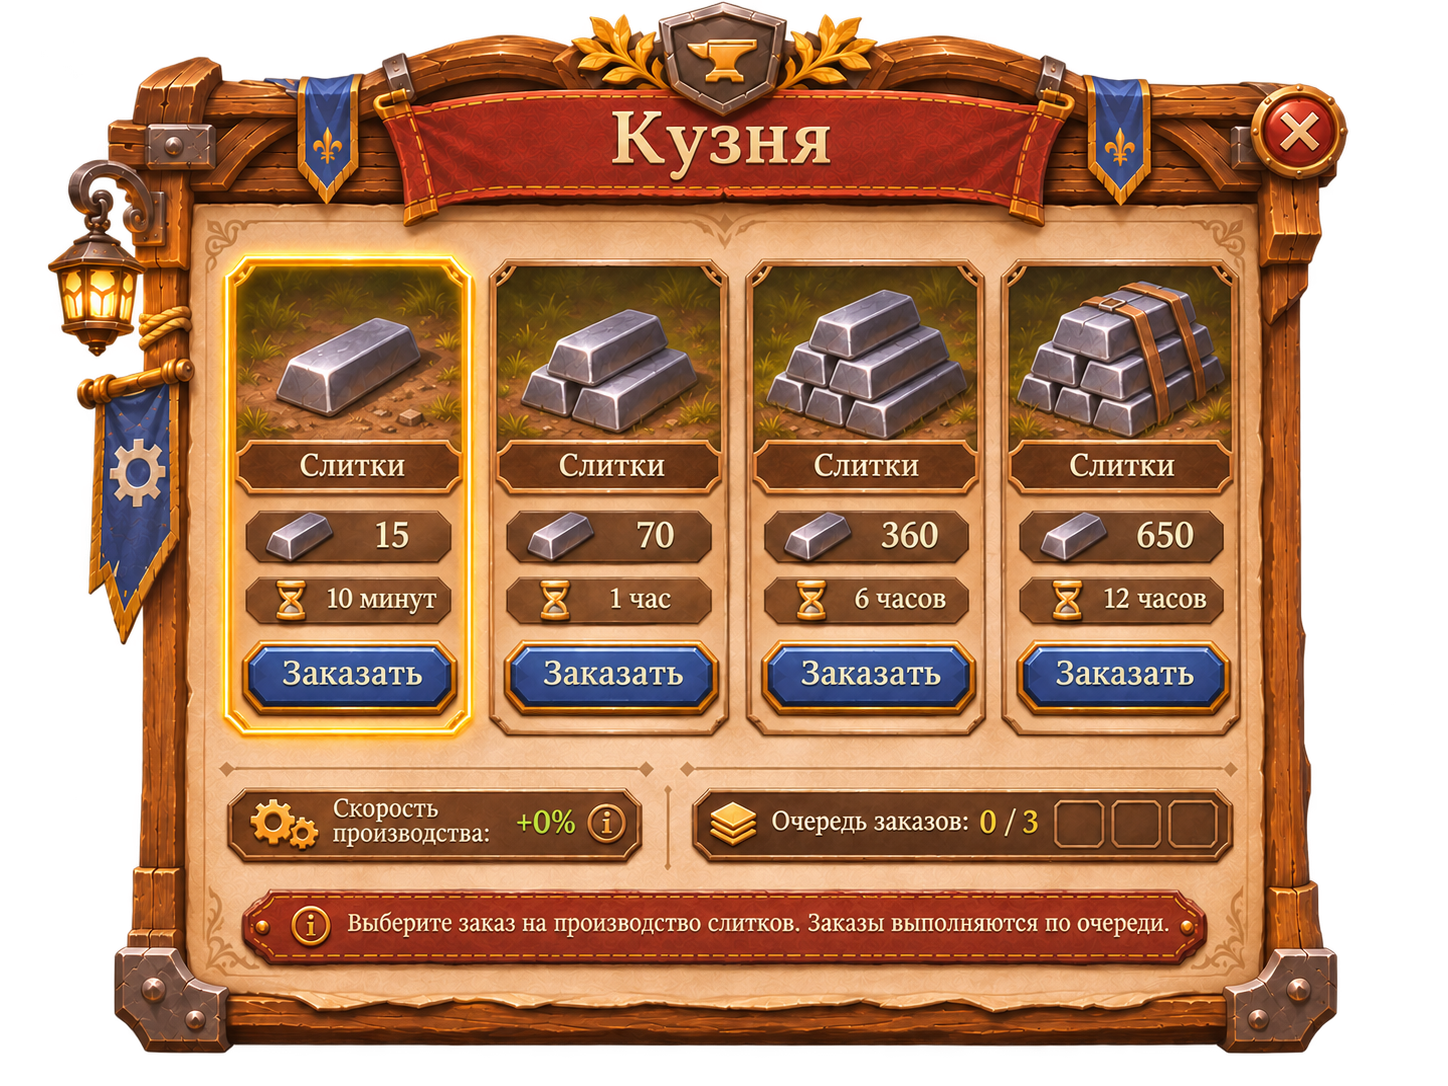 Кузня
Слитки
15
10 минут
Заказать
Слитки
70
1 час
Заказать
Слитки
360
6 часов
Заказать
Слитки
650
12 часов
Заказать
Скорость
производства:
+0%
i
Очередь заказов: 0 / 3
i
Выберите заказ на производство слитков. Заказы выполняются по очереди.